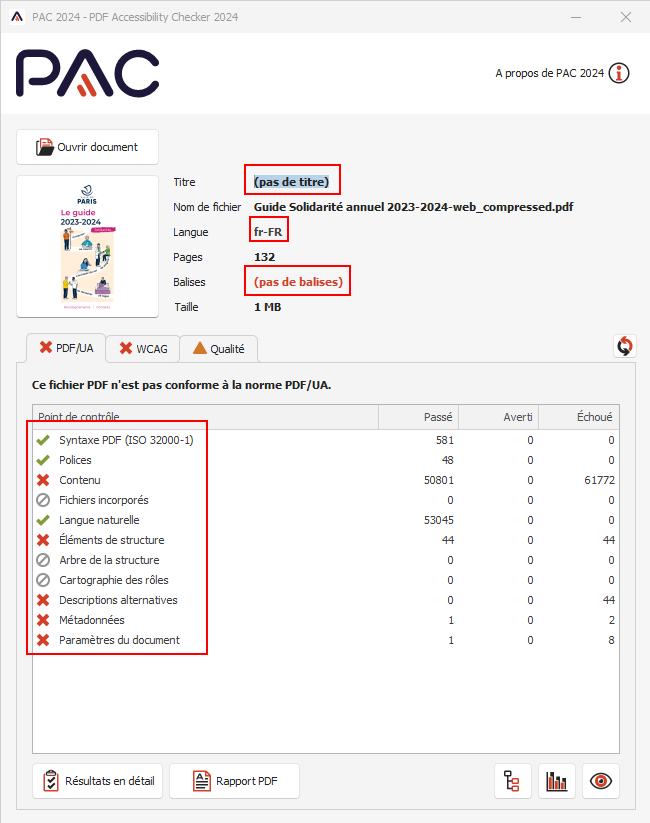 PAC 2024 - PDF Accessibility Checker 2024
PAC
A propos de PAC 2024
Ouvrir document
PARIS
Le guide
2023-2024
Titre (pas de titre)
Nom de fichier Guide Solidarité annuel 2023-2024-web_compressed.pdf
Langue fr-FR
Pages 132
Balises (pas de balises)
Taille 1 MB
PDF/UA WCAG Qualité
Ce fichier PDF n'est pas conforme à la norme PDF/UA.
Point de contrôle Passé Averti Échoué
Syntaxe PDF (ISO 32000-1) 581 0 0
Polices 48 0 0
Contenu 50801 0 61772
Fichiers incorporés 0 0 0
Langue naturelle 53045 0 0
Éléments de structure 44 0 44
Arbre de la structure 0 0 0
Cartographie des rôles 0 0 0
Descriptions alternatives 0 0 44
Métadonnées 1 0 2
Paramètres du document 1 0 8
Résultats en détail Rapport PDF